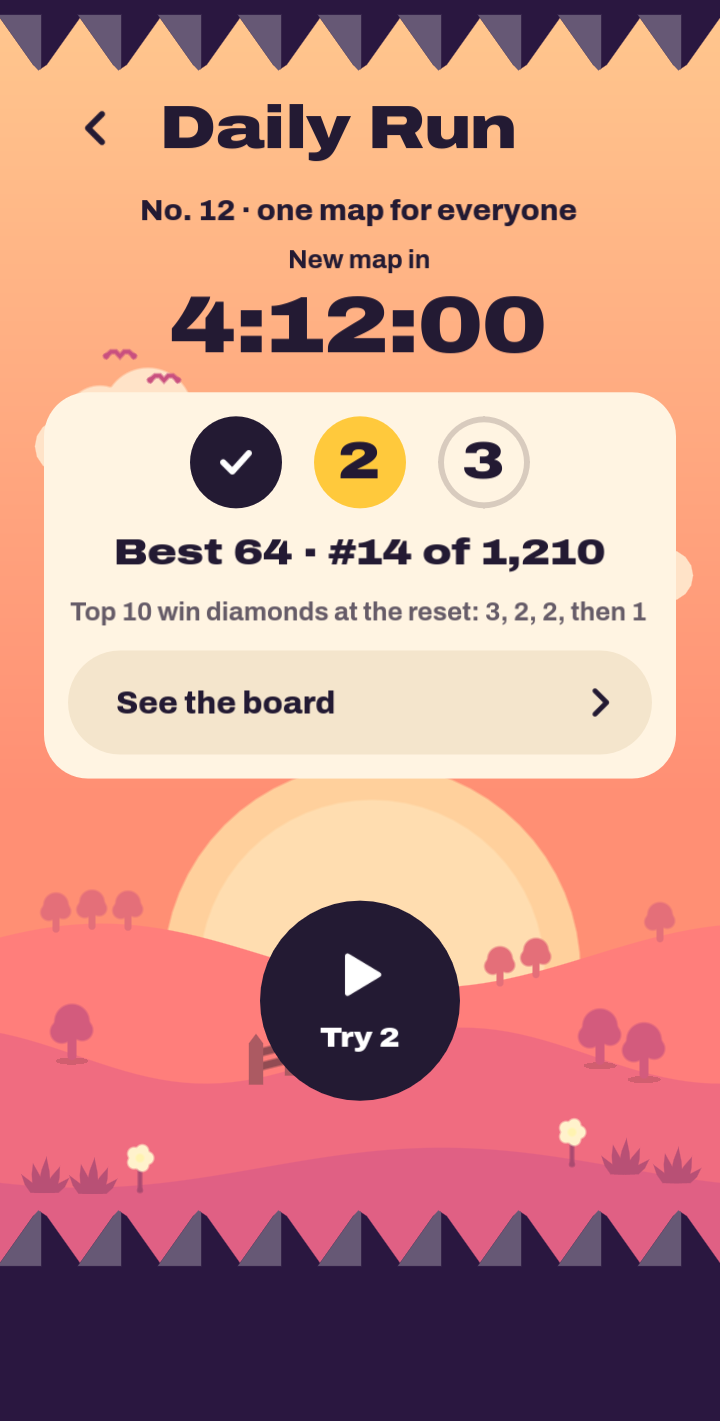 Daily Run
No. 12 · one map for everyone
New map in
4:12:00
2 3
Best 64 · #14 of 1,210
Top 10 win diamonds at the reset: 3, 2, 2, then 1
See the board
Try 2